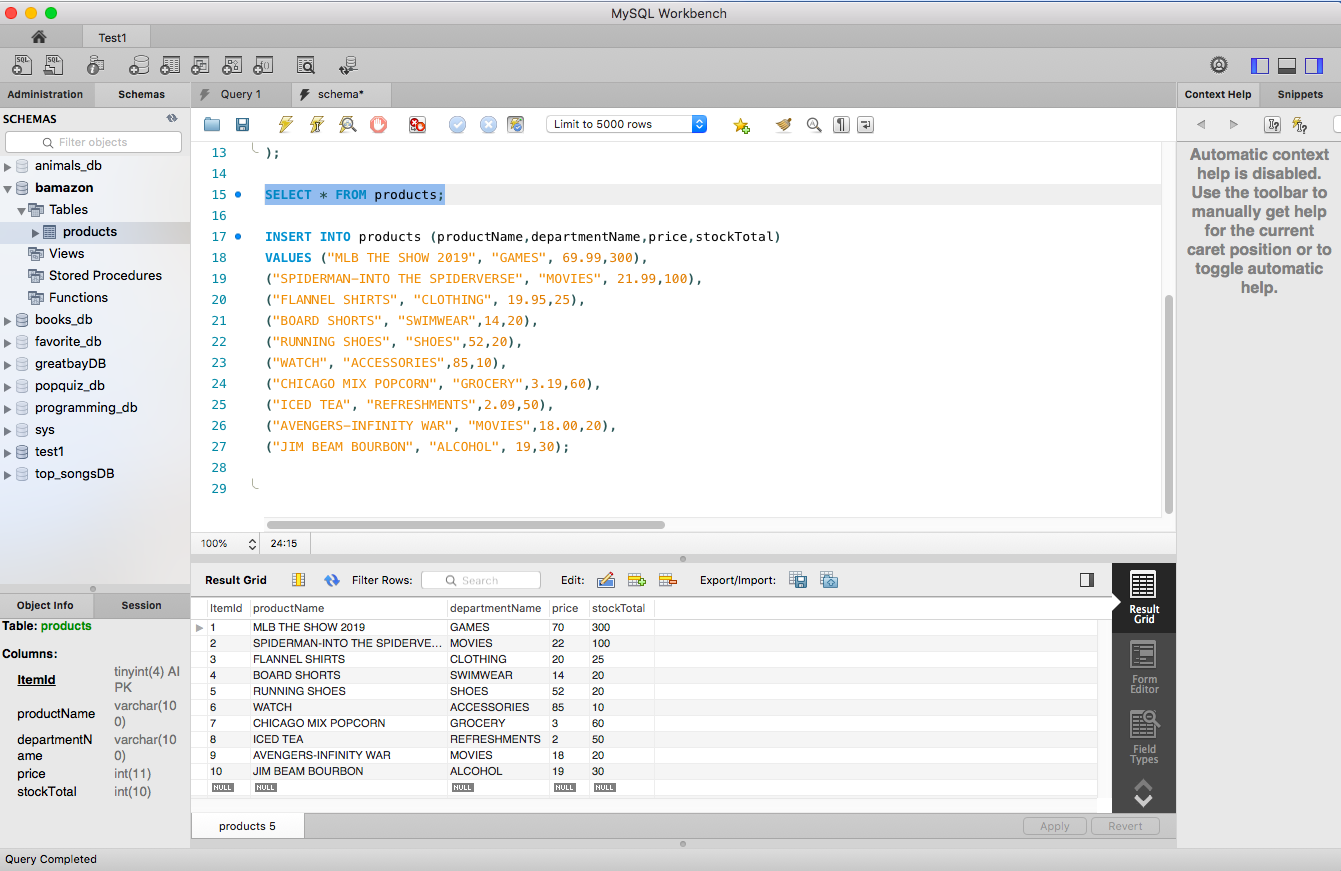 MySQL Workbench
Test1
Administration
Schemas
Query 1
schema*
Context Help
Snippets
SCHEMAS
Filter objects
animals_db
bamazon
Tables
products
Views
Stored Procedures
Functions
books_db
favorite_db
greatbayDB
popquiz_db
programming_db
sys
test1
top_songsDB
Limit to 5000 rows
13 );
14
15 SELECT * FROM products;
16
17 INSERT INTO products (productName,departmentName,price,stockTotal)
18 VALUES ("MLB THE SHOW 2019", "GAMES", 69.99,300),
19 ("SPIDERMAN-INTO THE SPIDERVERSE", "MOVIES", 21.99,100),
20 ("FLANNEL SHIRTS", "CLOTHING", 19.95,25),
21 ("BOARD SHORTS", "SWIMWEAR",14,20),
22 ("RUNNING SHOES", "SHOES",52,20),
23 ("WATCH", "ACCESSORIES",85,10),
24 ("CHICAGO MIX POPCORN", "GROCERY",3.19,60),
25 ("ICED TEA", "REFRESHMENTS",2.09,50),
26 ("AVENGERS-INFINITY WAR", "MOVIES",18.00,20),
27 ("JIM BEAM BOURBON", "ALCOHOL", 19,30);
28
29
100%
24:15
Automatic context
help is disabled.
Use the toolbar to
manually get help
for the current
caret position or to
toggle automatic
help.
Result Grid
Filter Rows:
Search
Edit:
Export/Import:
ItemId productName departmentName price stockTotal
1 MLB THE SHOW 2019 GAMES 70 300
2 SPIDERMAN-INTO THE SPIDERVE... MOVIES 22 100
3 FLANNEL SHIRTS CLOTHING 20 25
4 BOARD SHORTS SWIMWEAR 14 20
5 RUNNING SHOES SHOES 52 20
6 WATCH ACCESSORIES 85 10
7 CHICAGO MIX POPCORN GROCERY 3 60
8 ICED TEA REFRESHMENTS 2 50
9 AVENGERS-INFINITY WAR MOVIES 18 20
10 JIM BEAM BOURBON ALCOHOL 19 30
NULL NULL NULL NULL NULL
Result
Grid
Form
Editor
Field
Types
products 5
Apply
Revert
Object Info
Session
Table: products
Columns:
ItemId tinyint(4) AI
PK
productName varchar(10
0)
departmentN varchar(10
ame 0)
price int(11)
stockTotal int(10)
Query Completed